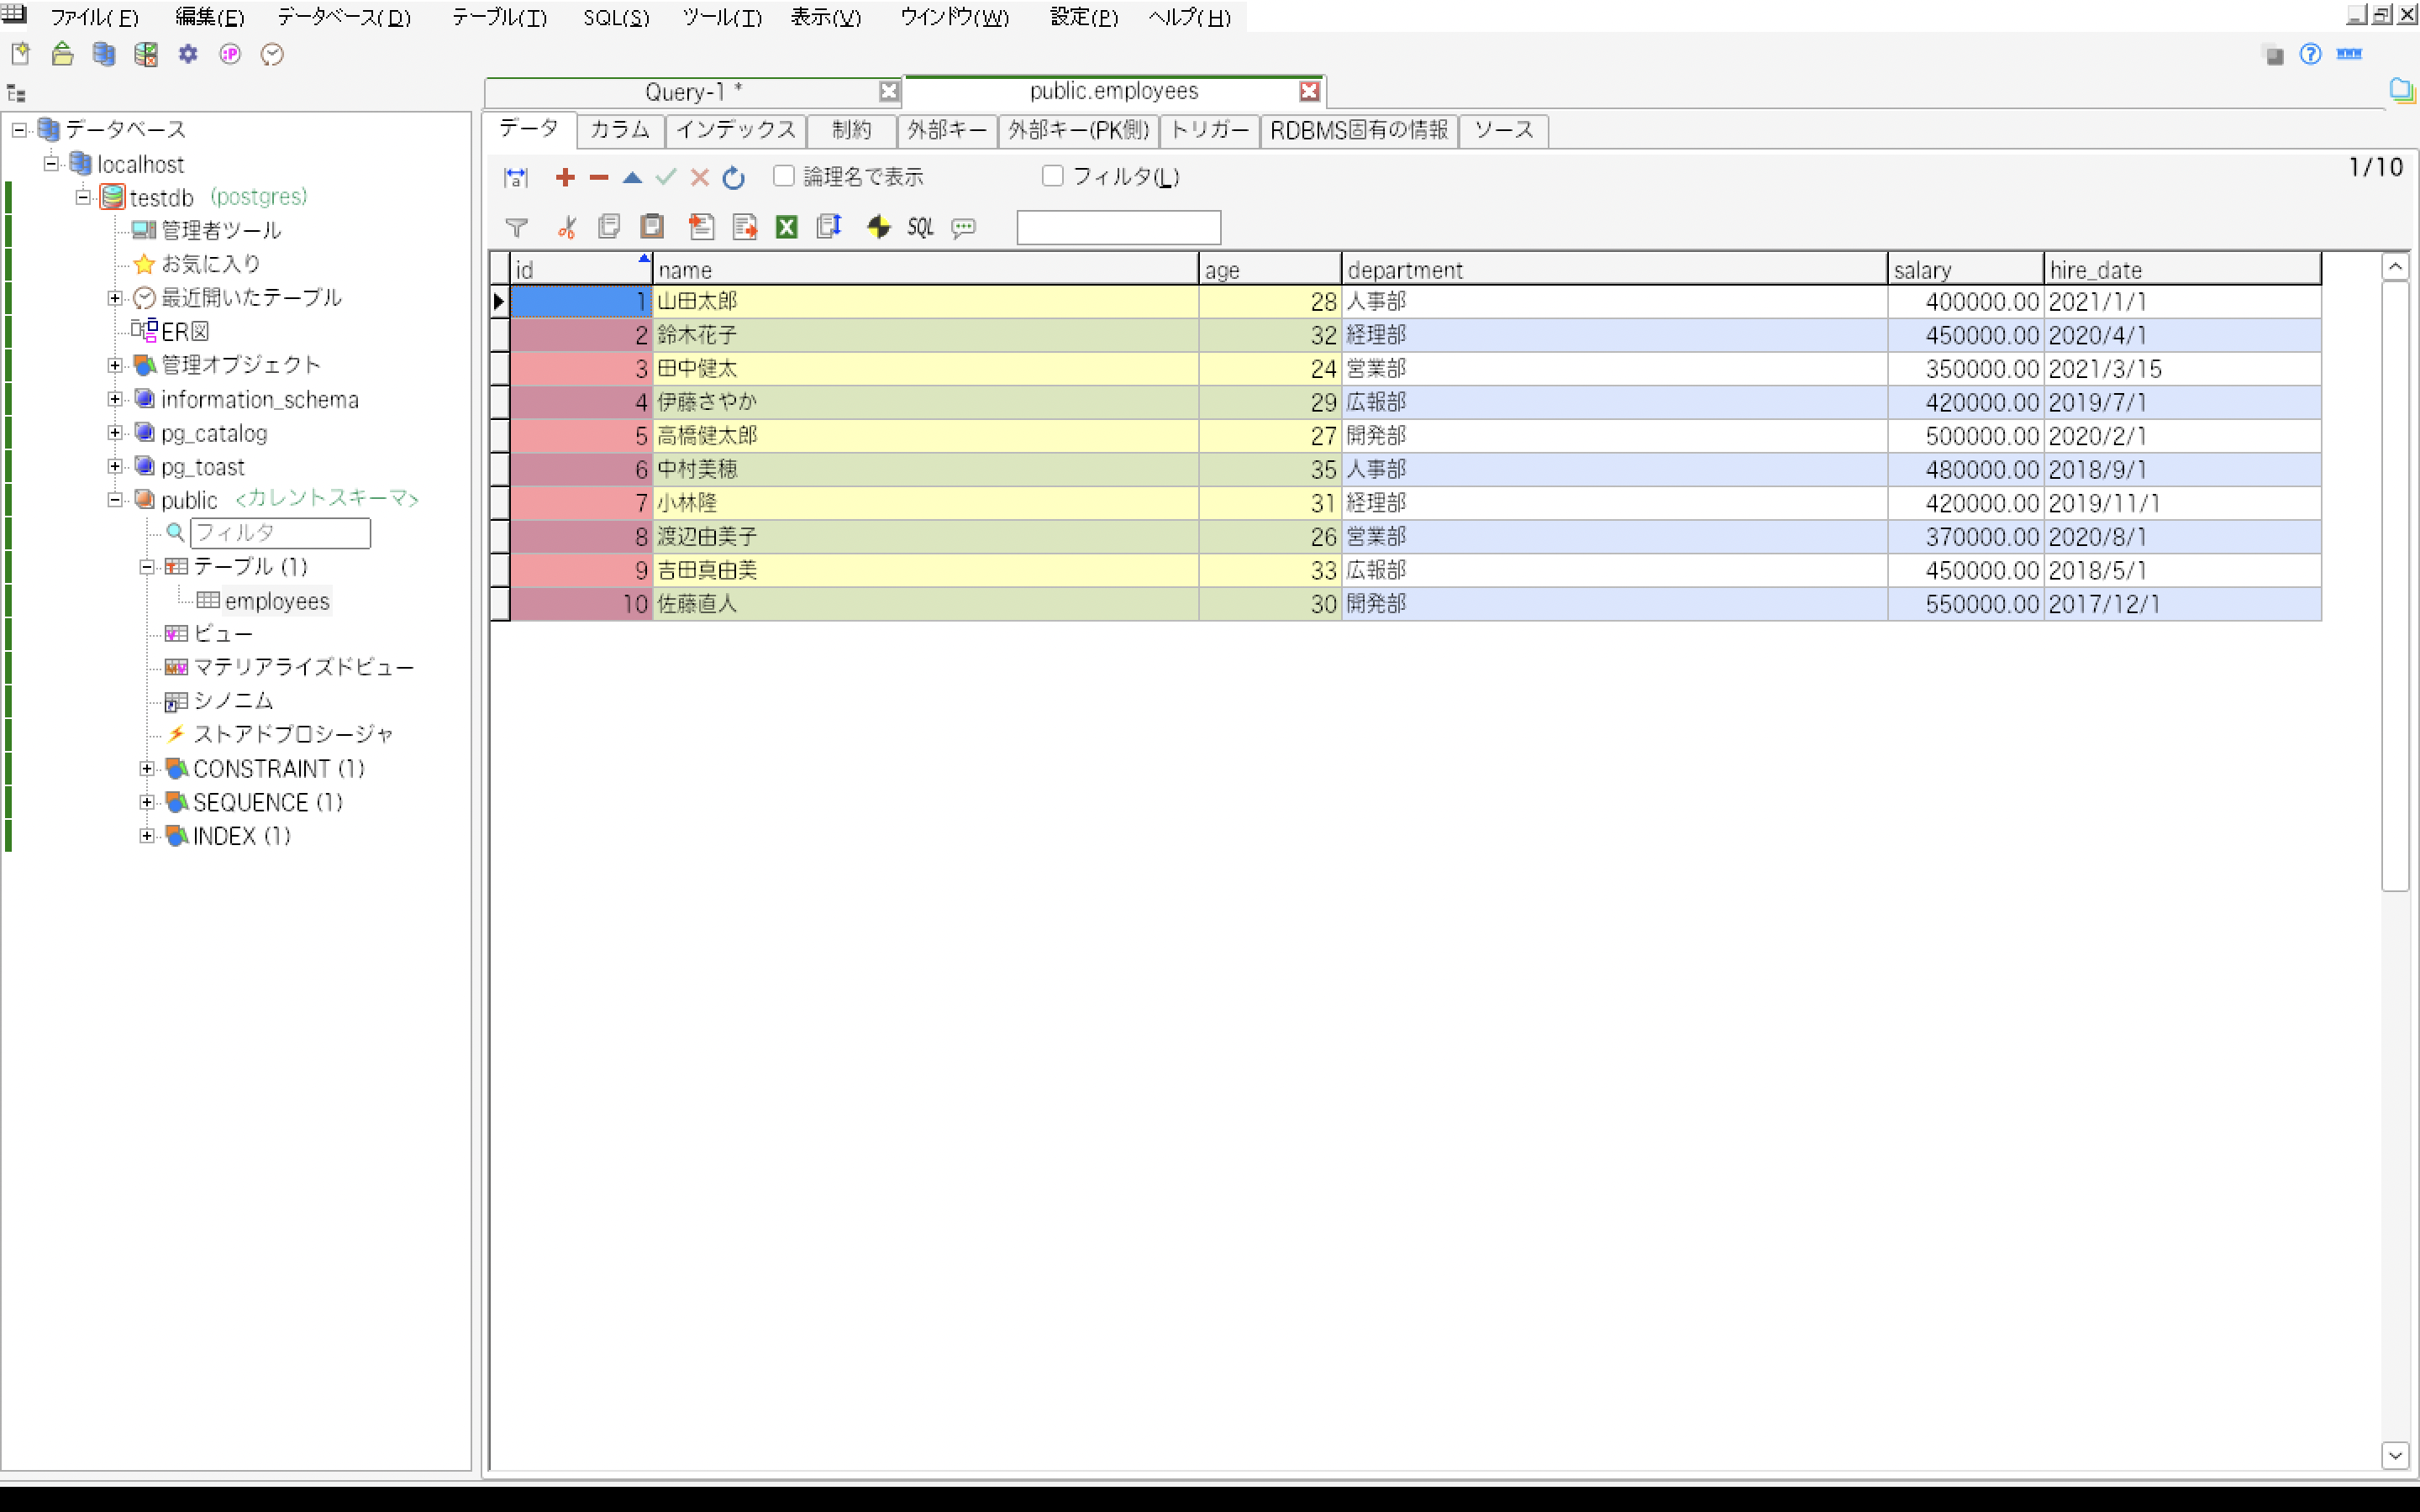 ファイル(F) 編集(E) データベース(D) テーブル(T) SQL(S) ツール(T) 表示(V) ウインドウ(W) 設定(P) ヘルプ(H)
Query-1 * public.employees
データ カラム インデックス 制約 外部キー 外部キー(PK側) トリガー RDBMS固有の情報 ソース
論理名で表示 フィルタ(L) 1/10
SQL
データベース
localhost
testdb (postgres)
管理者ツール
お気に入り
最近開いたテーブル
ER図
管理オブジェクト
information_schema
pg_catalog
pg_toast
public <カレントスキーマ>
フィルタ
テーブル (1)
employees
ビュー
マテリアライズドビュー
シノニム
ストアドプロシージャ
CONSTRAINT (1)
SEQUENCE (1)
INDEX (1)
id name age department salary hire_date
1 山田太郎 28 人事部 400000.00 2021/1/1
2 鈴木花子 32 経理部 450000.00 2020/4/1
3 田中健太 24 営業部 350000.00 2021/3/15
4 伊藤さやか 29 広報部 420000.00 2019/7/1
5 高橋健太郎 27 開発部 500000.00 2020/2/1
6 中村美穂 35 人事部 480000.00 2018/9/1
7 小林隆 31 経理部 420000.00 2019/11/1
8 渡辺由美子 26 営業部 370000.00 2020/8/1
9 吉田真由美 33 広報部 450000.00 2018/5/1
10 佐藤直人 30 開発部 550000.00 2017/12/1